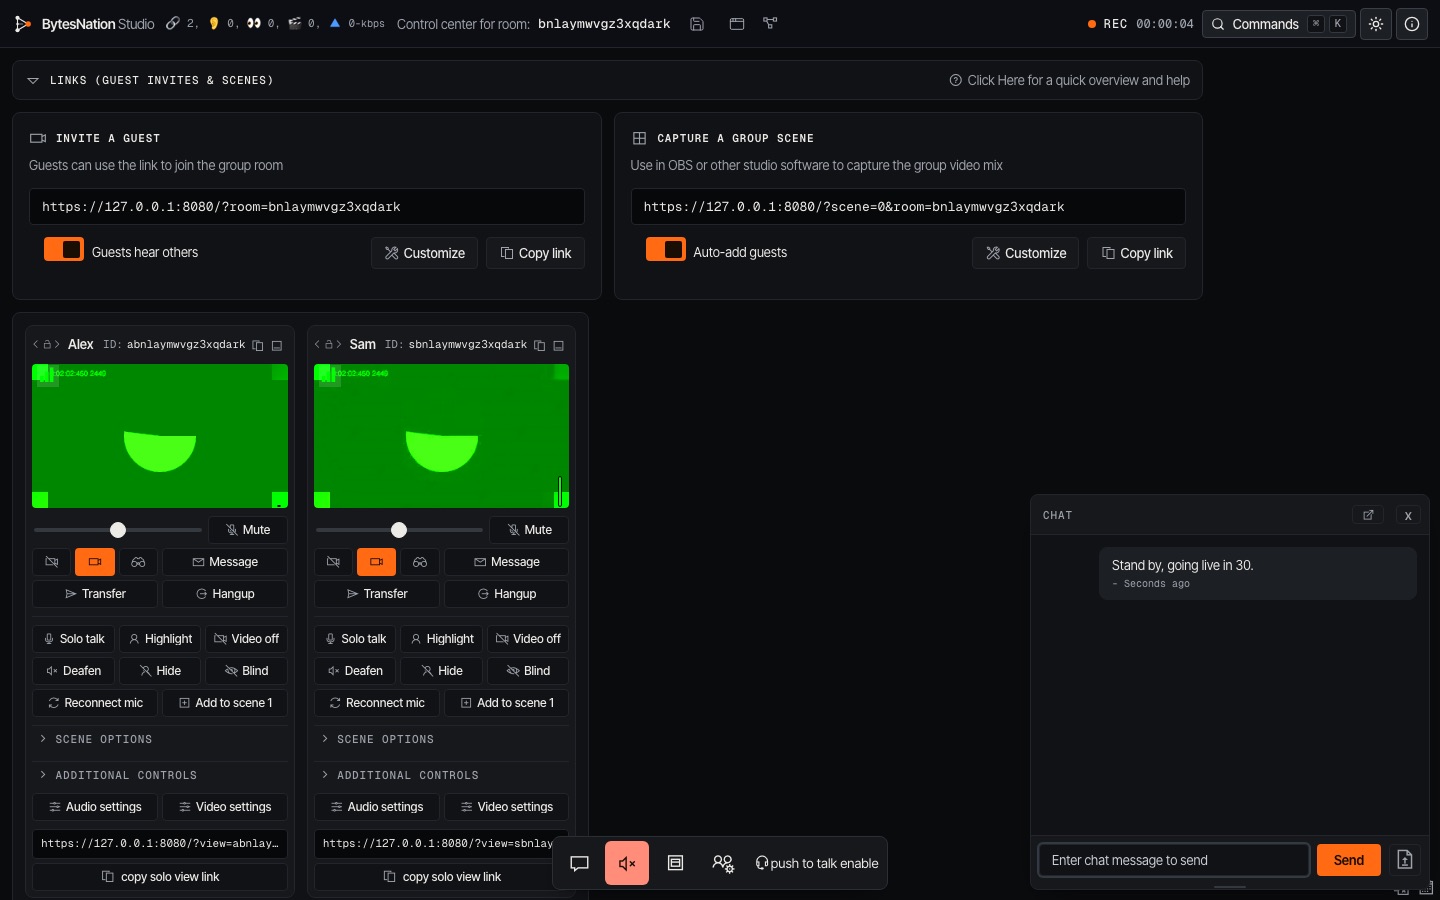 BytesNation Studio 2, 0, 0, 0, 0-kbps Control center for room: bnlaymwvgz3xqdark REC 00:00:04 Commands ⌘ K
LINKS (GUEST INVITES & SCENES) Click Here for a quick overview and help
INVITE A GUEST
Guests can use the link to join the group room
https://127.0.0.1:8080/?room=bnlaymwvgz3xqdark
Guests hear others Customize Copy link
CAPTURE A GROUP SCENE
Use in OBS or other studio software to capture the group video mix
https://127.0.0.1:8080/?scene=0&room=bnlaymwvgz3xqdark
Auto-add guests Customize Copy link
Alex ID: abnlaymwvgz3xqdark
Mute
Message
Transfer Hangup
Solo talk Highlight Video off
Deafen Hide Blind
Reconnect mic Add to scene 1
SCENE OPTIONS
ADDITIONAL CONTROLS
Audio settings Video settings
https://127.0.0.1:8080/?view=abnlay…
copy solo view link
Sam ID: sbnlaymwvgz3xqdark
Mute
Message
Transfer Hangup
Solo talk Highlight Video off
Deafen Hide Blind
Reconnect mic Add to scene 1
SCENE OPTIONS
ADDITIONAL CONTROLS
Audio settings Video settings
https://127.0.0.1:8080/?view=sbnlay
copy solo view link
push to talk enable
CHAT X
Stand by, going live in 30.
- Seconds ago
Enter chat message to send Send